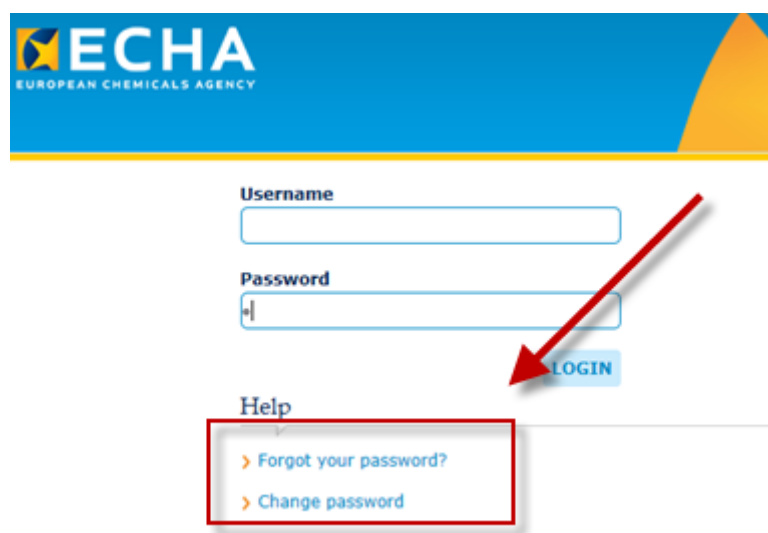 ECHA
EUROPEAN CHEMICALS AGENCY
Username
Password
LOGIN
Help
Forgot your password?
Change password